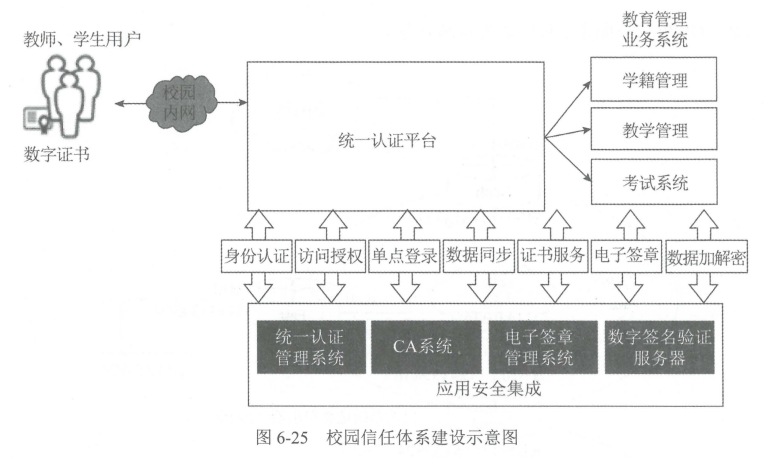 教育管理
业务系统
教师、学生用户
数字证书
校园
内网
统一认证平台
学籍管理
教学管理
考试系统
身份认证
访问授权
单点登录
数据同步
证书服务
电子签章
数据加解密
统一认证
管理系统
CA系统
电子签章
管理系统
数字签名验证
服务器
应用安全集成
图 6-25 校园信任体系建设示意图